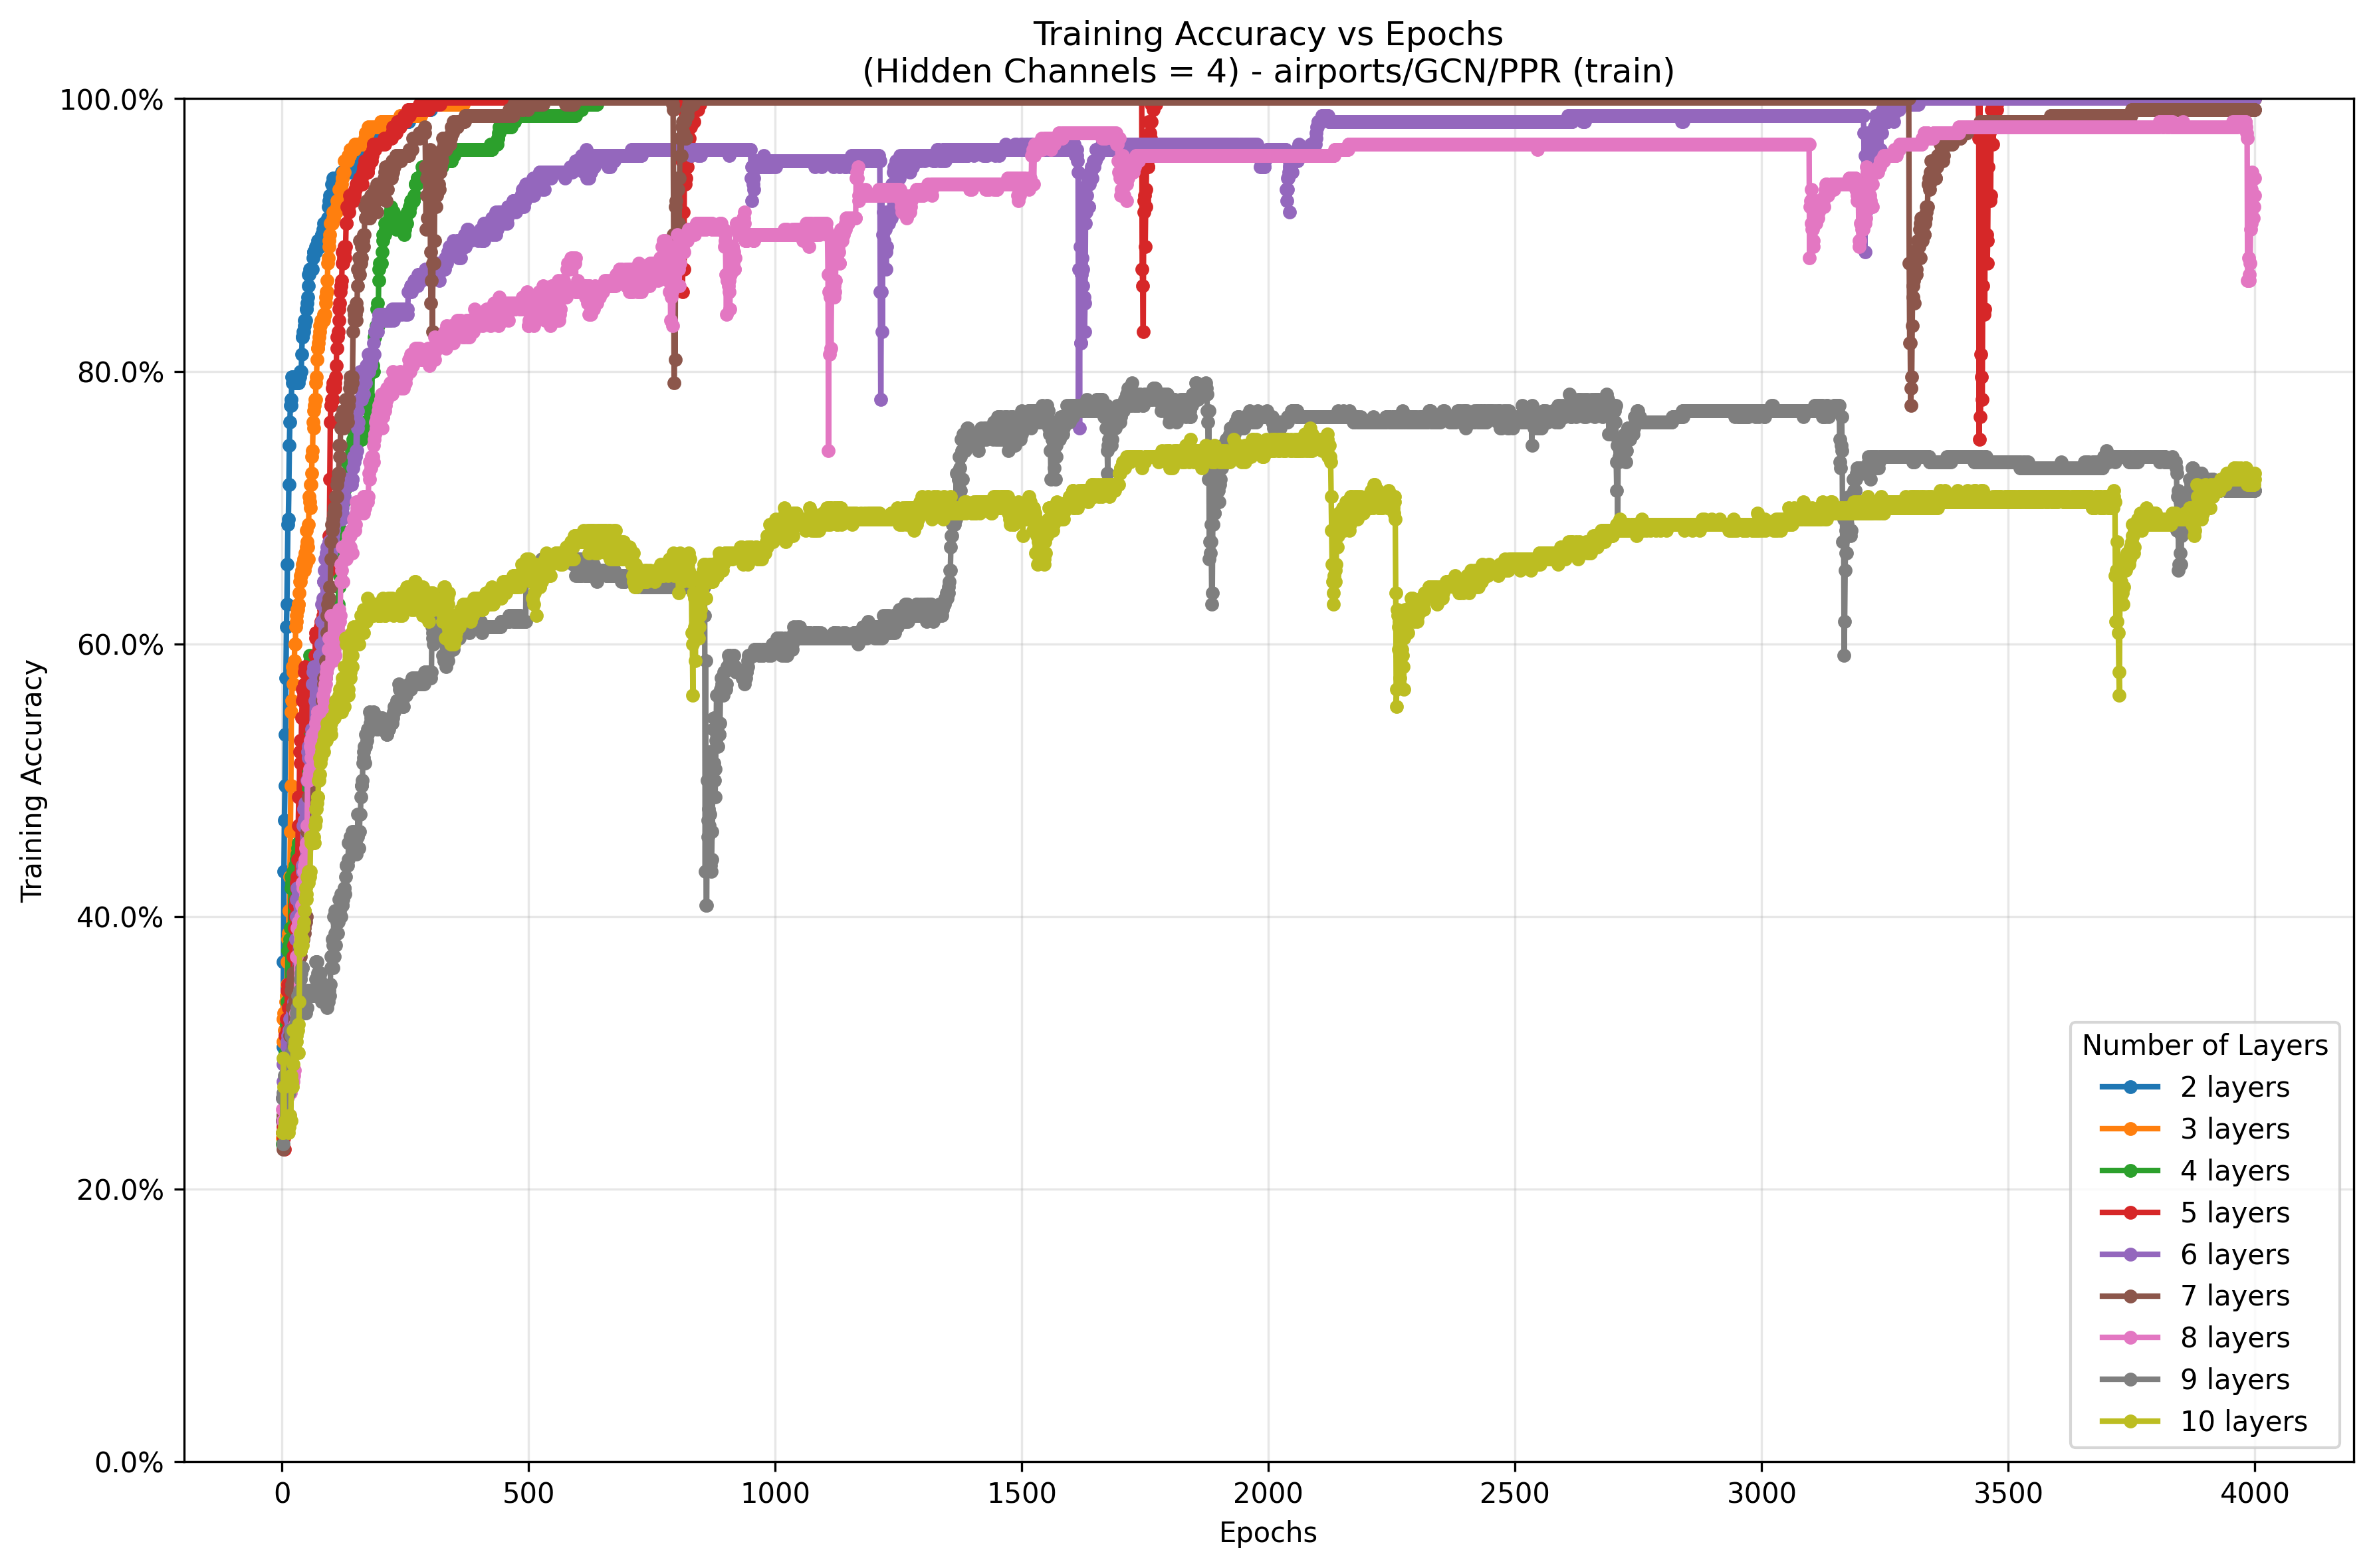 Training Accuracy vs Epochs
(Hidden Channels = 4) - airports/GCN/PPR (train)
100.0%
80.0%
60.0%
40.0%
20.0%
0.0%
Training Accuracy
0
500
1000
1500
2000
2500
3000
3500
4000
Epochs
Number of Layers
2 layers
3 layers
4 layers
5 layers
6 layers
7 layers
8 layers
9 layers
10 layers